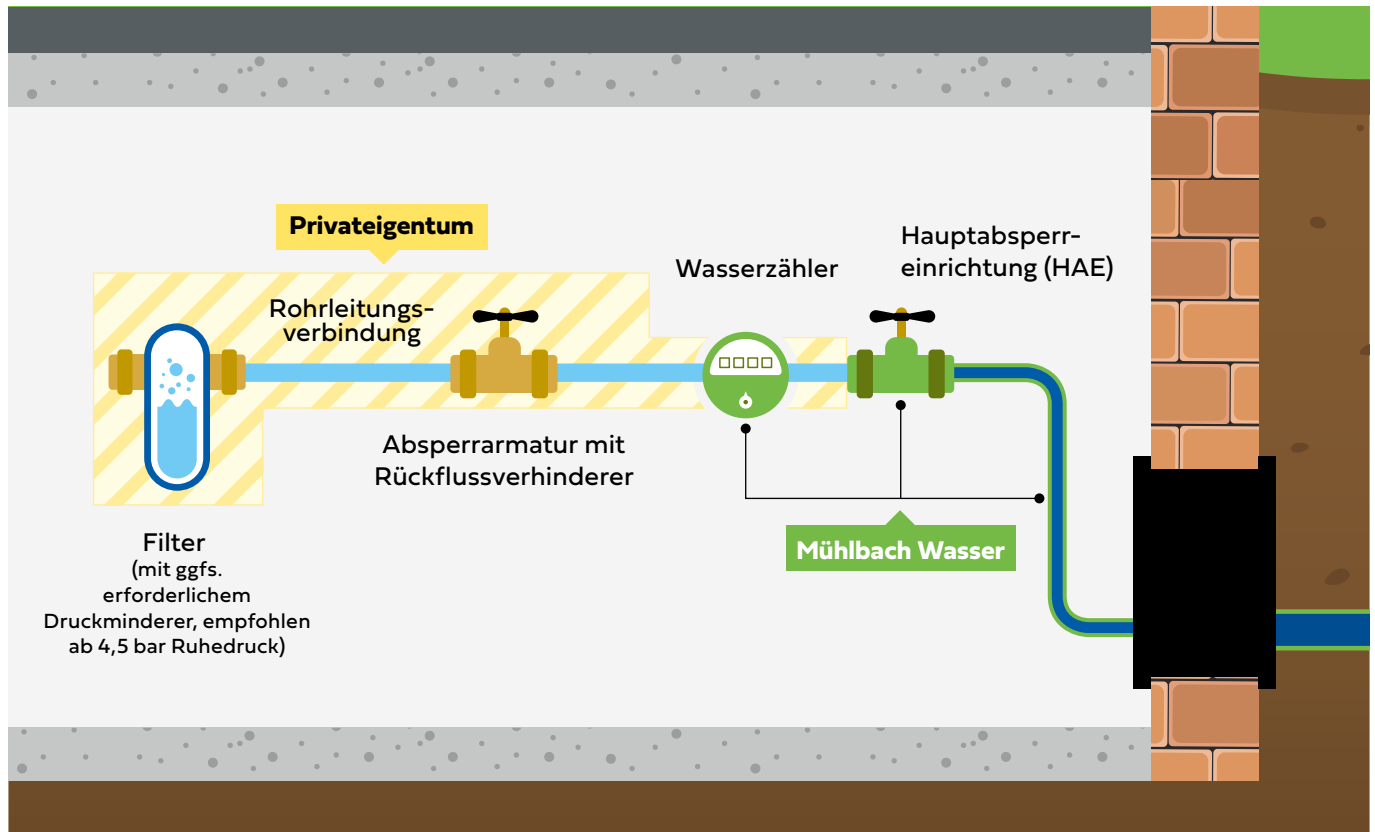 Privateigentum
Rohrleitungs-
verbindung
Wasserzähler
Hauptabsperr-
einrichtung (HAE)
Absperrarmatur mit
Rückflussverhinderer
Mühlbach Wasser
Filter
(mit ggfs.
erforderlichem
Druckminderer, empfohlen
ab 4,5 bar Ruhedruck)